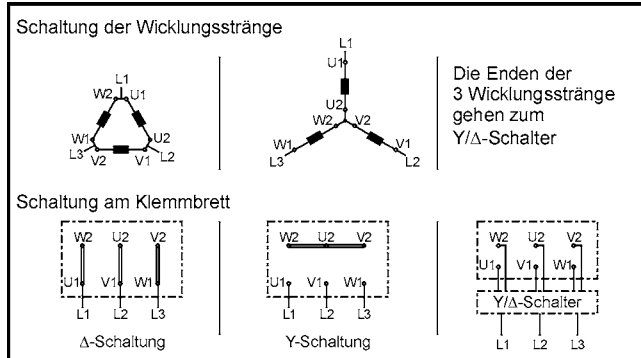 Schaltung der Wicklungsstränge
L1
W2 U1
W1 U2
L3 V2 V1 L2
L1
U1
U2
W2 V2
W1 V1
L3 L2
Die Enden der
3 Wicklungsstränge
gehen zum
Y/Δ-Schalter
Schaltung am Klemmbrett
W2 U2 V2
U1 V1 W1
L1 L2 L3
Δ-Schaltung
W2 U2 V2
U1 V1 W1
L1 L2 L3
Y-Schaltung
W2 U2 V2
U1 V1 W1
Y/Δ-Schalter
L1 L2 L3